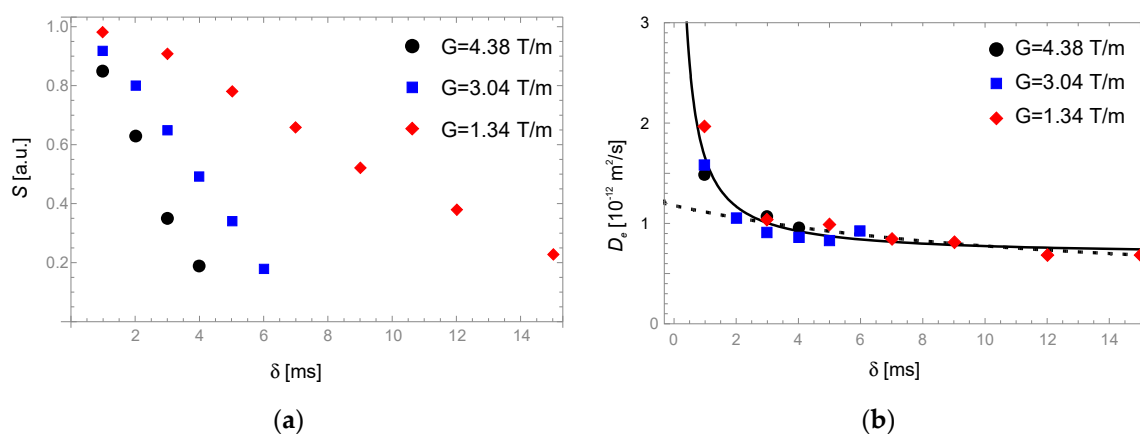 1.0
0.8
0.6
0.4
0.2
S [a.u.]
G=4.38 T/m
G=3.04 T/m
G=1.34 T/m
2 4 6 8 10 12 14
δ [ms]
(a)
3
2
1
0
D_e [10⁻¹² m²/s]
G=4.38 T/m
G=3.04 T/m
G=1.34 T/m
0 2 4 6 8 10 12 14
δ [ms]
(b)